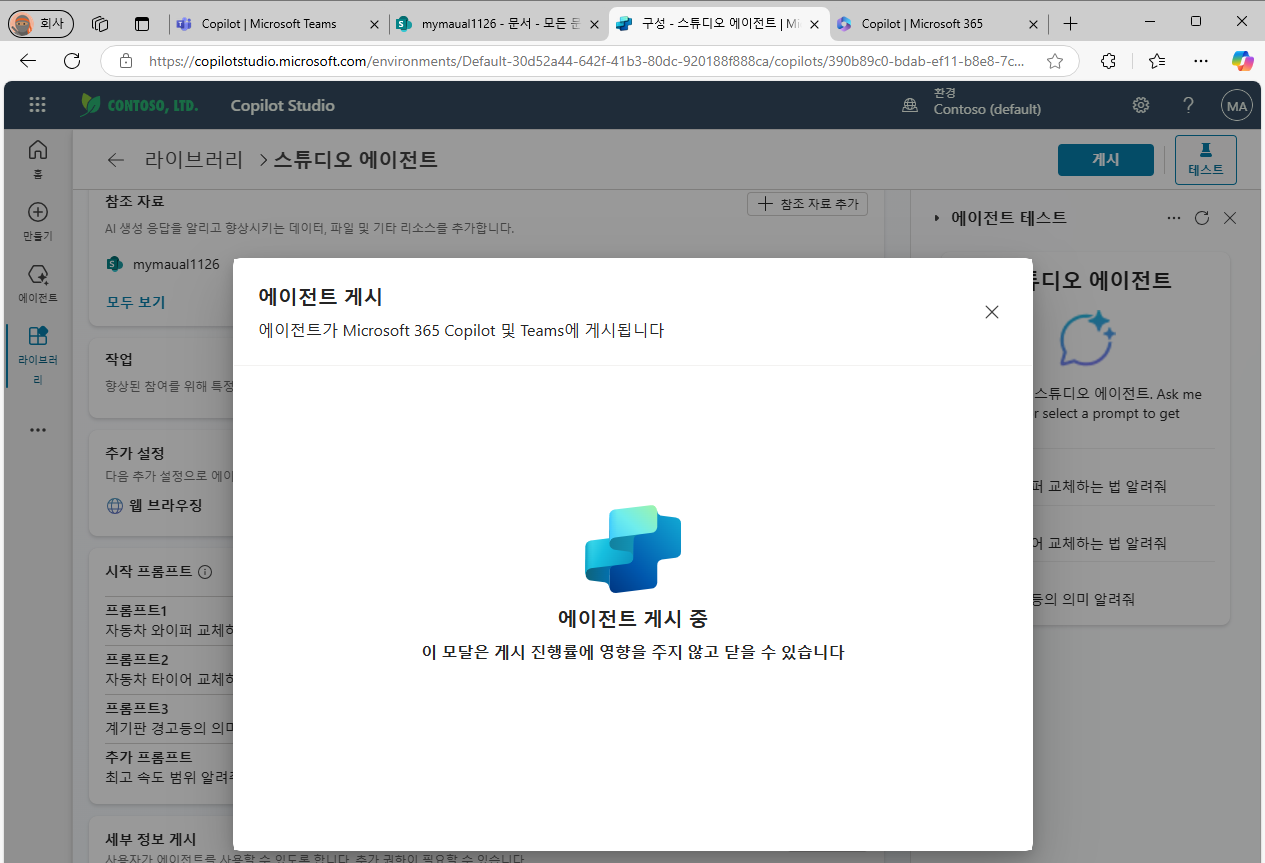 회사
Copilot | Microsoft Teams
mymaual1126 - 문서 - 모든 문
구성 - 스튜디오 에이전트 | Mi
Copilot | Microsoft 365
https://copilotstudio.microsoft.com/environments/Default-30d52a44-642f-41b3-80dc-920188f888ca/copilots/390b89c0-bdab-ef11-b8e8-7c...
CONTOSO, LTD.
Copilot Studio
환경
Contoso (default)
MA
홈
만들기
에이전트
라이브러
리
라이브러리
스튜디오 에이전트
게시
테스트
참조 자료
참조 자료 추가
AI 생성 응답을 알리고 향상시키는 데이터, 파일 및 기타 리소스를 추가합니다.
mymaual1126
모두 보기
작업
향상된 참여를 위해 특정
추가 설정
다음 추가 설정으로 에이
웹 브라우징
시작 프롬프트
프롬프트1
자동차 와이퍼 교체하
프롬프트2
자동차 타이어 교체하
프롬프트3
계기판 경고등의 의미
추가 프롬프트
최고 속도 범위 알려주
세부 정보 게시
사용자가 에이전트를 사용할 수 있도록 합니다. 추가 권한이 필요할 수 있습니다.
에이전트 게시
에이전트가 Microsoft 365 Copilot 및 Teams에 게시됩니다
에이전트 게시 중
이 모달은 게시 진행률에 영향을 주지 않고 닫을 수 있습니다
에이전트 테스트
튜디오 에이전트
스튜디오 에이전트. Ask me
r select a prompt to get
퍼 교체하는 법 알려줘
어 교체하는 법 알려줘
등의 의미 알려줘